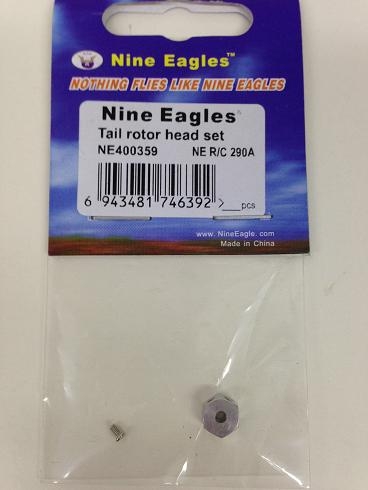 Nine Eagles™
NOTHING FLIES LIKE NINE EAGLES
Nine Eagles®
Tail rotor head set
NE400359 NE R/C 290A
6 943481 746392 > ___pcs
www.NineEagle.com
Made in China